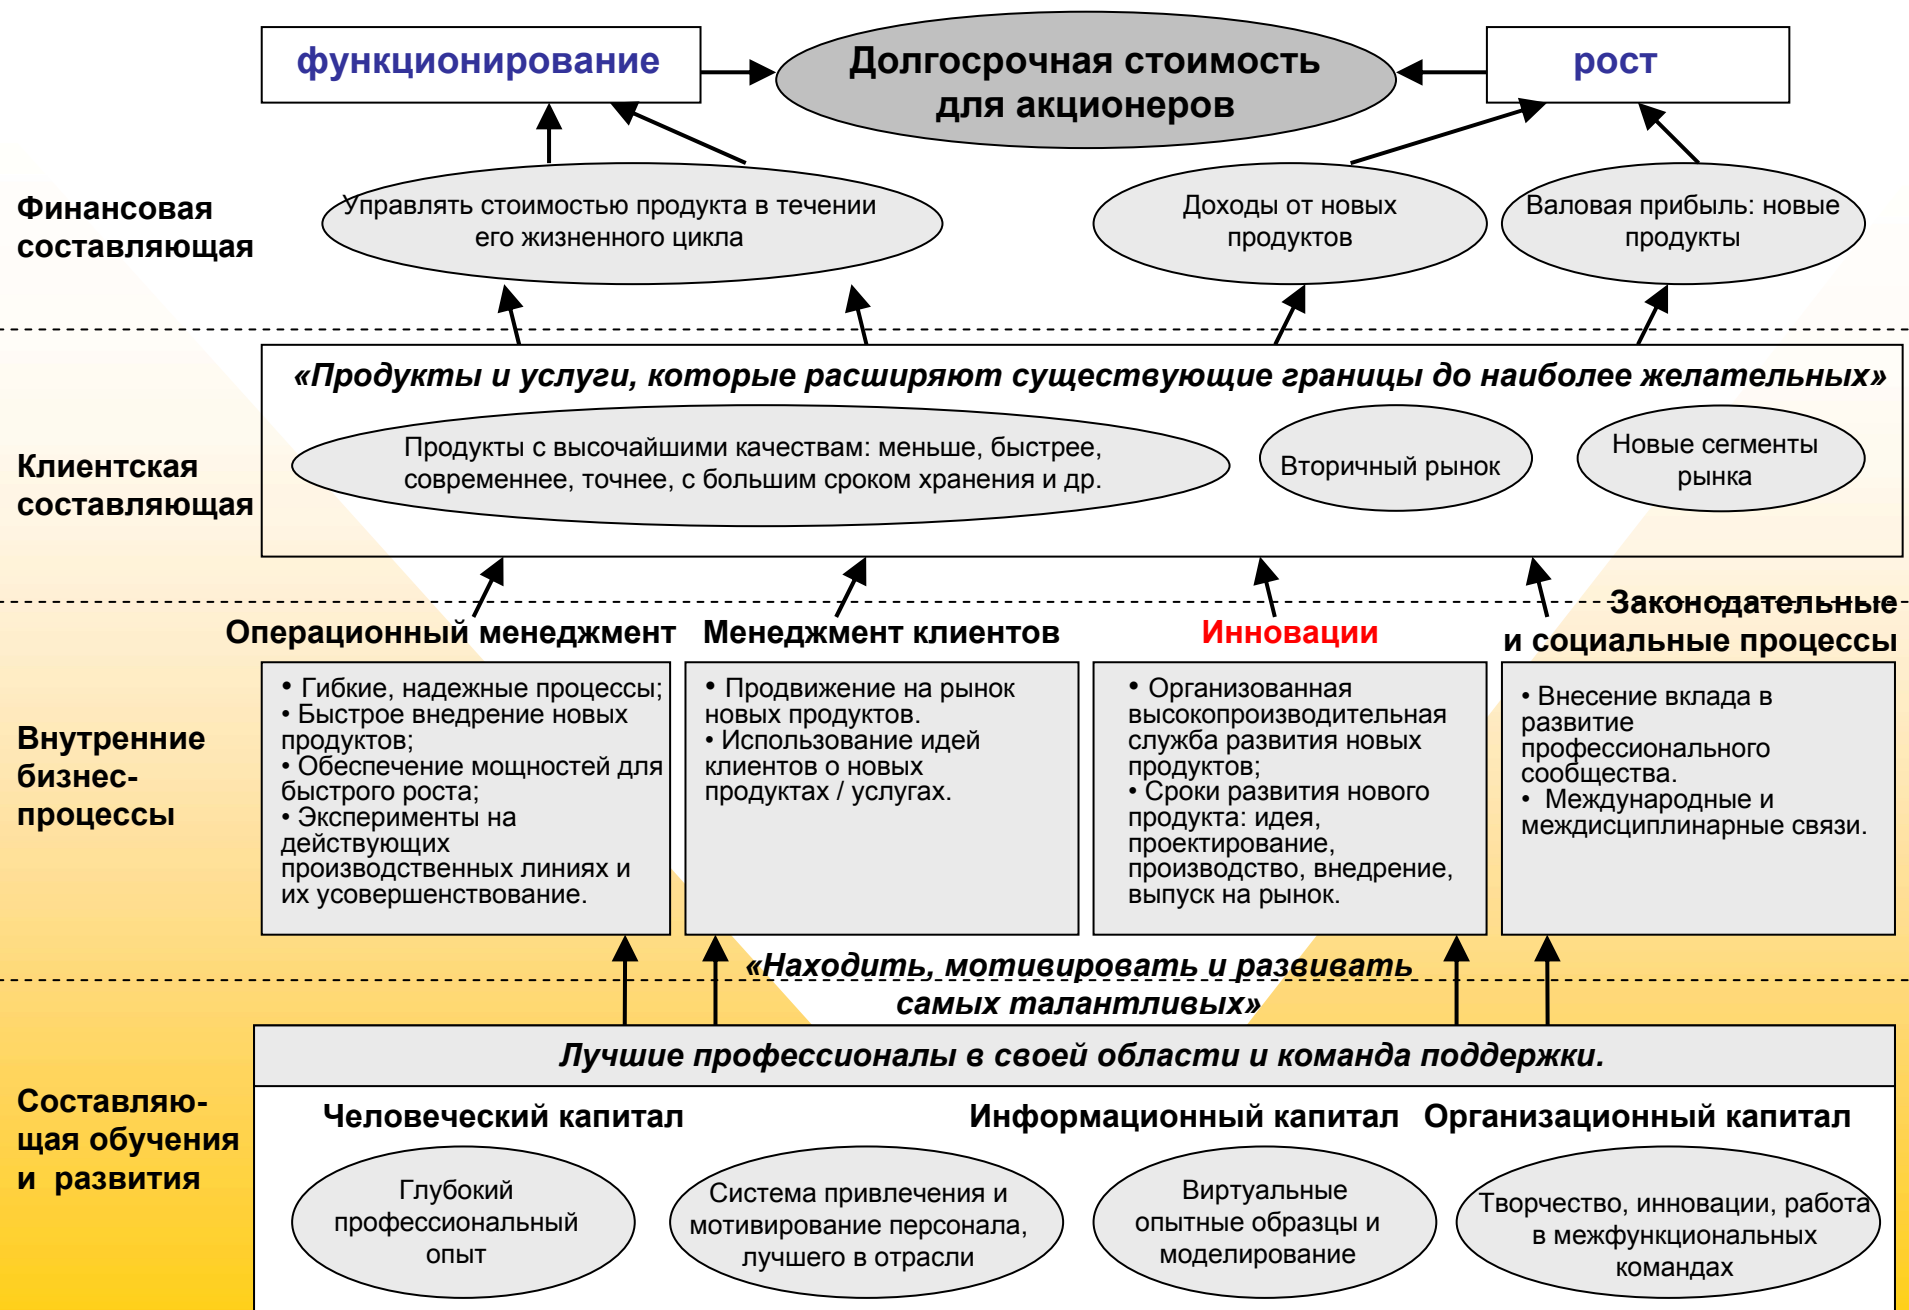 функционирование
Долгосрочная стоимость
для акционеров
рост
Финансовая
составляющая
Управлять стоимостью продукта в течении
его жизненного цикла
Доходы от новых
продуктов
Валовая прибыль: новые
продукты
Клиентская
составляющая
«Продукты и услуги, которые расширяют существующие границы до наиболее желательных»
Продукты с высочайшими качествам: меньше, быстрее,
современнее, точнее, с большим сроком хранения и др.
Вторичный рынок
Новые сегменты
рынка
Внутренние
бизнес-
процессы
Операционный менеджмент
• Гибкие, надежные процессы;
• Быстрое внедрение новых
продуктов;
• Обеспечение мощностей для
быстрого роста;
• Эксперименты на
действующих
производственных линиях и
их усовершенствование.
Менеджмент клиентов
• Продвижение на рынок
новых продуктов.
• Использование идей
клиентов о новых
продуктах / услугах.
Инновации
• Организованная
высокопроизводительная
служба развития новых
продуктов;
• Сроки развития нового
продукта: идея,
проектирование,
производство, внедрение,
выпуск на рынок.
Законодательные
и социальные процессы
• Внесение вклада в
развитие
профессионального
сообщества.
• Международные и
междисциплинарные связи.
«Находить, мотивировать и развивать
самых талантливых»
Составляю-
щая обучения
и развития
Лучшие профессионалы в своей области и команда поддержки.
Человеческий капитал
Информационный капитал
Организационный капитал
Глубокий
профессиональный
опыт
Система привлечения и
мотивирование персонала,
лучшего в отрасли
Виртуальные
опытные образцы и
моделирование
Творчество, инновации, работа
в межфункциональных
командах